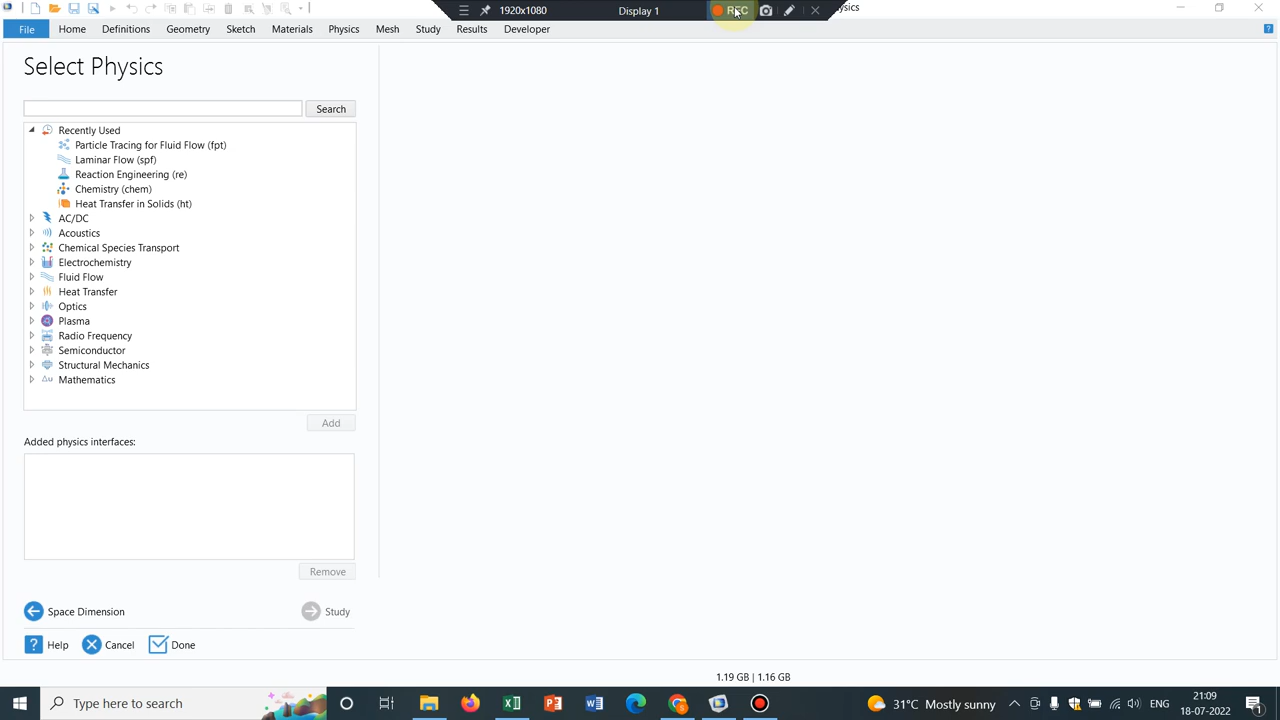 1920x1080 Display 1 REC ysics
File Home Definitions Geometry Sketch Materials Physics Mesh Study Results Developer ?
Select Physics
Search
Recently Used
Particle Tracing for Fluid Flow (fpt)
Laminar Flow (spf)
Reaction Engineering (re)
Chemistry (chem)
Heat Transfer in Solids (ht)
AC/DC
Acoustics
Chemical Species Transport
Electrochemistry
Fluid Flow
Heat Transfer
Optics
Plasma
Radio Frequency
Semiconductor
Structural Mechanics
Δu Mathematics
Add
Added physics interfaces:
Remove
Space Dimension Study
? Help Cancel Done
1.19 GB | 1.16 GB
Type here to search 31°C Mostly sunny ENG 21:09
18-07-2022 1